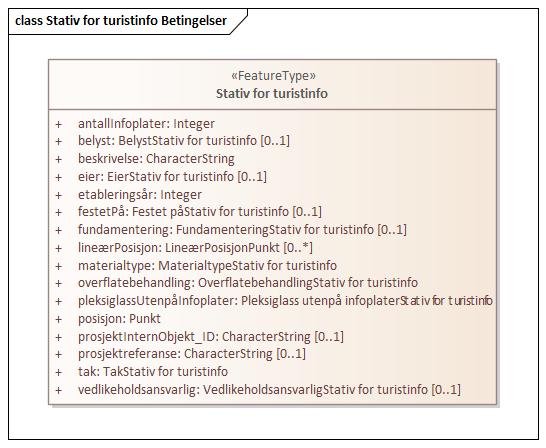 class Stativ for turistinfo Betingelser
«FeatureType»
Stativ for turistinfo
+ antallInfoplater: Integer
+ belyst: BelystStativ for turistinfo [0..1]
+ beskrivelse: CharacterString
+ eier: EierStativ for turistinfo [0..1]
+ etableringsår: Integer
+ festetPå: Festet påStativ for turistinfo [0..1]
+ fundamentering: FundamenteringStativ for turistinfo [0..1]
+ lineærPosisjon: LineærPosisjonPunkt [0..*]
+ materialtype: MaterialtypeStativ for turistinfo
+ overflatebehandling: OverflatebehandlingStativ for turistinfo
+ pleksiglassUtenpåInfoplater: Pleksiglass utenpå infoplaterStativ for turistinfo
+ posisjon: Punkt
+ prosjektInternObjekt_ID: CharacterString [0..1]
+ prosjektreferanse: CharacterString [0..1]
+ tak: TakStativ for turistinfo
+ vedlikeholdsansvarlig: VedlikeholdsansvarligStativ for turistinfo [0..1]